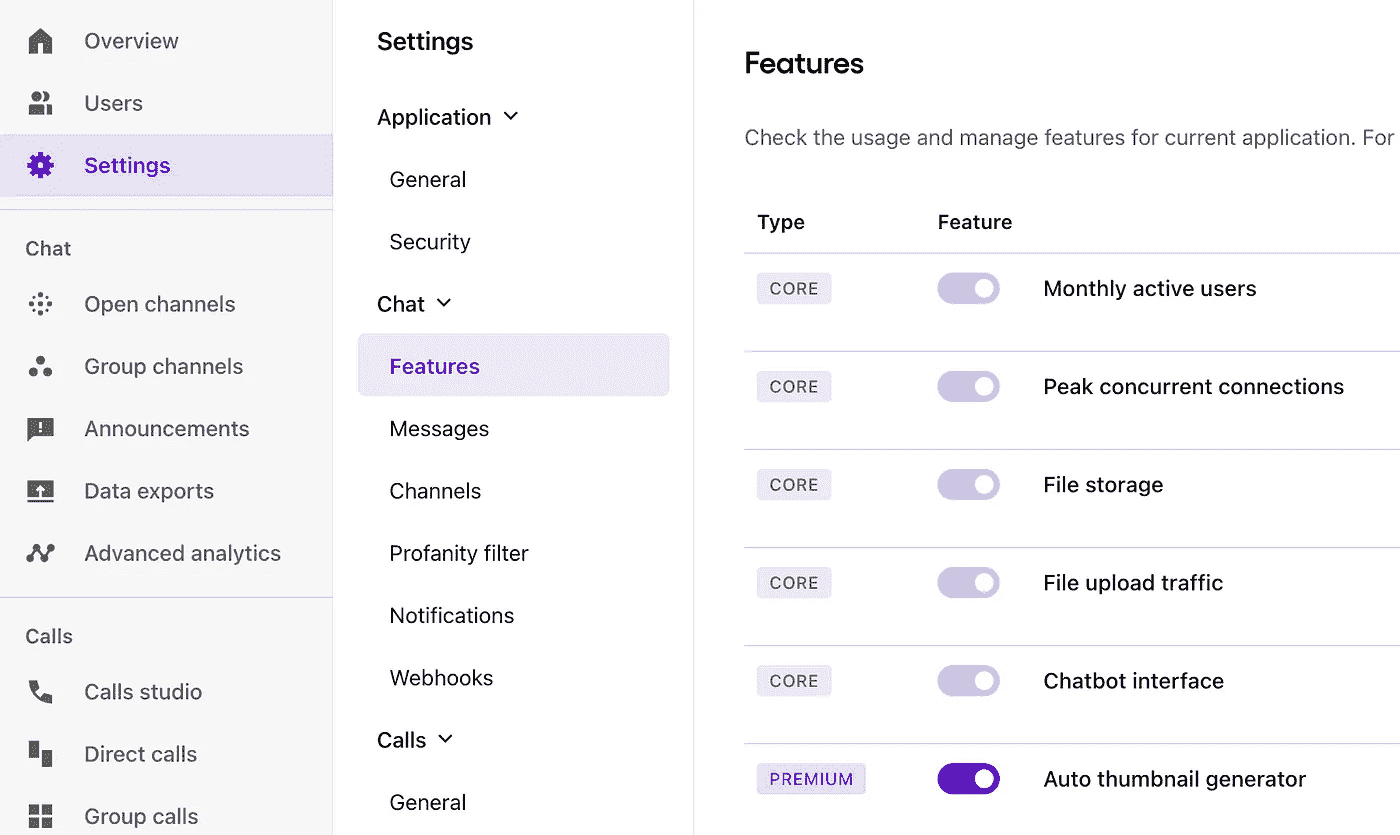 Overview
Users
Settings
Chat
Open channels
Group channels
Announcements
Data exports
Advanced analytics
Calls
Calls studio
Direct calls
Group calls
Settings
Application
General
Security
Chat
Features
Messages
Channels
Profanity filter
Notifications
Webhooks
Calls
General
Features
Check the usage and manage features for current application. For
Type Feature
CORE Monthly active users
CORE Peak concurrent connections
CORE File storage
CORE File upload traffic
CORE Chatbot interface
PREMIUM Auto thumbnail generator